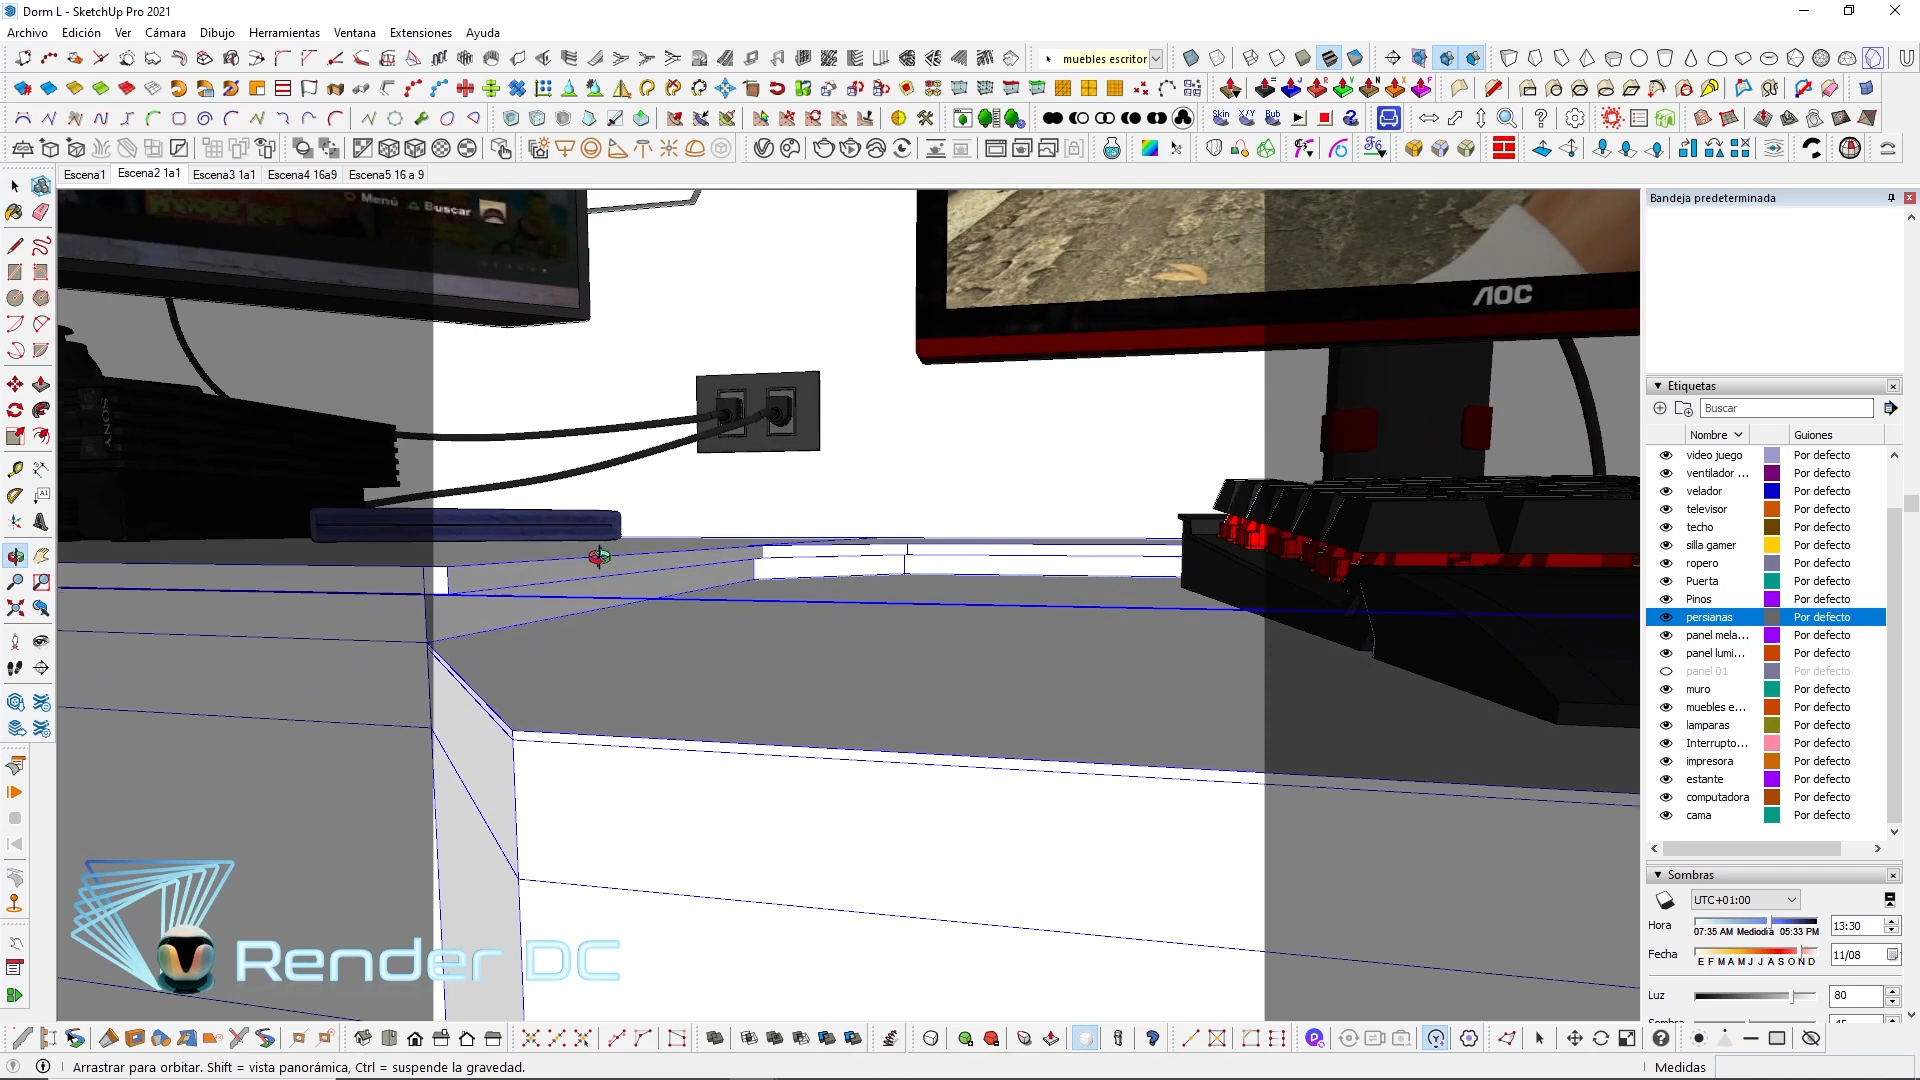 Dorm L - SketchUp Pro 2021
Archivo Edición Ver Cámara Dibujo Herramientas Ventana Extensiones Ayuda
muebles escritor
Skin X/Y Bub
Escena1 Escena2 1a1 Escena3 1a1 Escena4 16a9 Escena5 16 a 9
Bandeja predeterminada
Menú Buscar
AOC
SONY
Etiquetas
Buscar
Nombre Guiones
video juego Por defecto
ventilador ... Por defecto
velador Por defecto
televisor Por defecto
techo Por defecto
silla gamer Por defecto
ropero Por defecto
Puerta Por defecto
Pinos Por defecto
persianas Por defecto
panel mela... Por defecto
panel lumi... Por defecto
panel 01 Por defecto
muro Por defecto
muebles e... Por defecto
lamparas Por defecto
Interrupto... Por defecto
impresora Por defecto
estante Por defecto
computadora Por defecto
cama Por defecto
Sombras
UTC+01:00
Hora 13:30
07:35 AM Mediodía 05:33 PM
Fecha 11/08
E F M A M J J A S O N D
Luz 80
Render DC
Arrastrar para orbitar. Shift = vista panorámica, Ctrl = suspende la gravedad.
Medidas